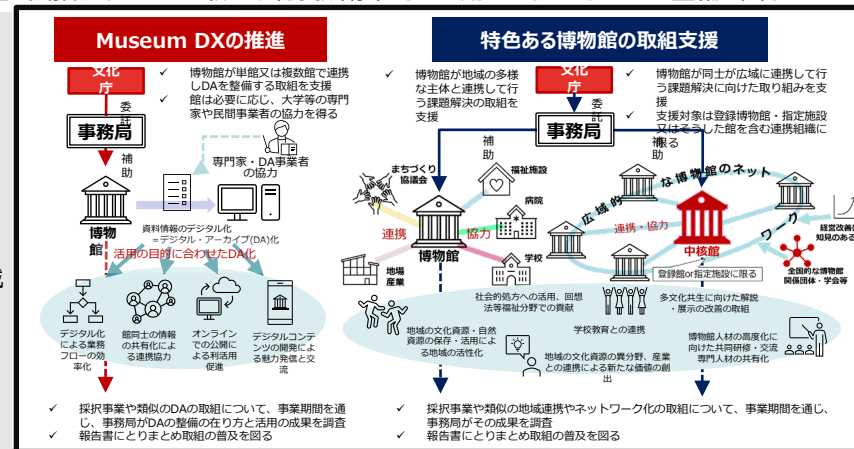 Museum DXの推進
文化
庁
委
託
事務局
補
助
博物
館
✓ 博物館が単館又は複数館で連携
しDAを整備する取組を支援
✓ 館は必要に応じ、大学等の専門
家や民間事業者の協力を得る
専門家・DA事業者
の協力
資料情報のデジタル化
=デジタル・アーカイブ(DA)化
活用の目的に合わせたDA化
デジタル化
による業務
フローの効
率化
館同士の情報
の共有化によ
る連携協力
オンライン
での公開に
よる利活用
促進
デジタルコンテ
ンツの開発によ
る魅力発信と交
流
✓ 採択事業や類似のDAの取組について、事業期間を通
じ、事務局がDAの整備の在り方と活用の成果を調査
✓ 報告書にとりまとめ取組の普及を図る
特色ある博物館の取組支援
✓ 博物館が地域の多様
な主体と連携して行
う課題解決の取組を
支援
文化
庁
委
託
事務局
補
助
✓ 博物館が同士が広域に連携して行
う課題解決に向けた取り組みを支
援
✓ 支援対象は登録博物館・指定施設
又はそうした館を含む連携組織に
限る
まちづくり
協議会
福祉施設
病院
連携
協力
博物館
地場
産業
学校
広域的な博物館のネットワーク
連携・協力
中核館
登録館or指定施設に限る
経営改善に
知見のある
全国的な博物館
関係団体・学会等
社会的処方への活用、回想
法等福祉分野での貢献
多文化共生に向けた解説
・展示の改善の取組
地域の文化資源・自然
資源の保存・活用によ
る地域の活性化
学校教育との連携
地域の文化資源の異分野、産業
との連携による新たな価値の創
出
博物館人材の高度化に
向けた共同研修・交流
専門人材の共有化
✓ 採択事業や類似の地域連携やネットワーク化の取組について、事業期間を通じ、
事務局がその成果を調査
✓ 報告書にとりまとめ取組の普及を図る